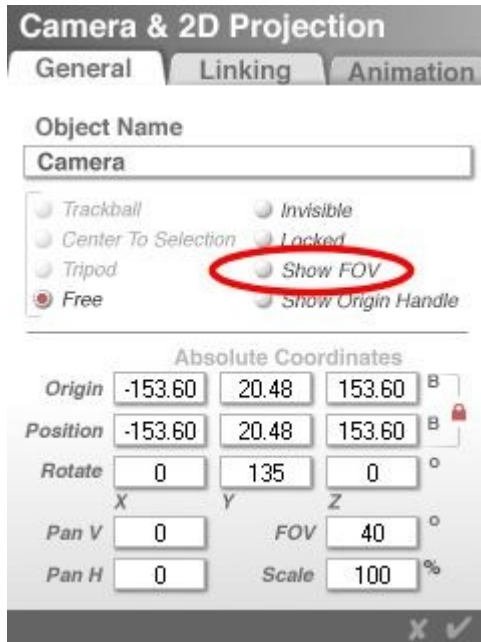 Camera & 2D Projection
General Linking Animation
Object Name
Camera
Trackball Invisible
Center To Selection Locked
Tripod Show FOV
Free Show Origin Handle
Absolute Coordinates
Origin -153.60 20.48 153.60 B
Position -153.60 20.48 153.60 B
Rotate 0 135 0 °
X Y Z
Pan V 0 FOV 40 °
Pan H 0 Scale 100 %